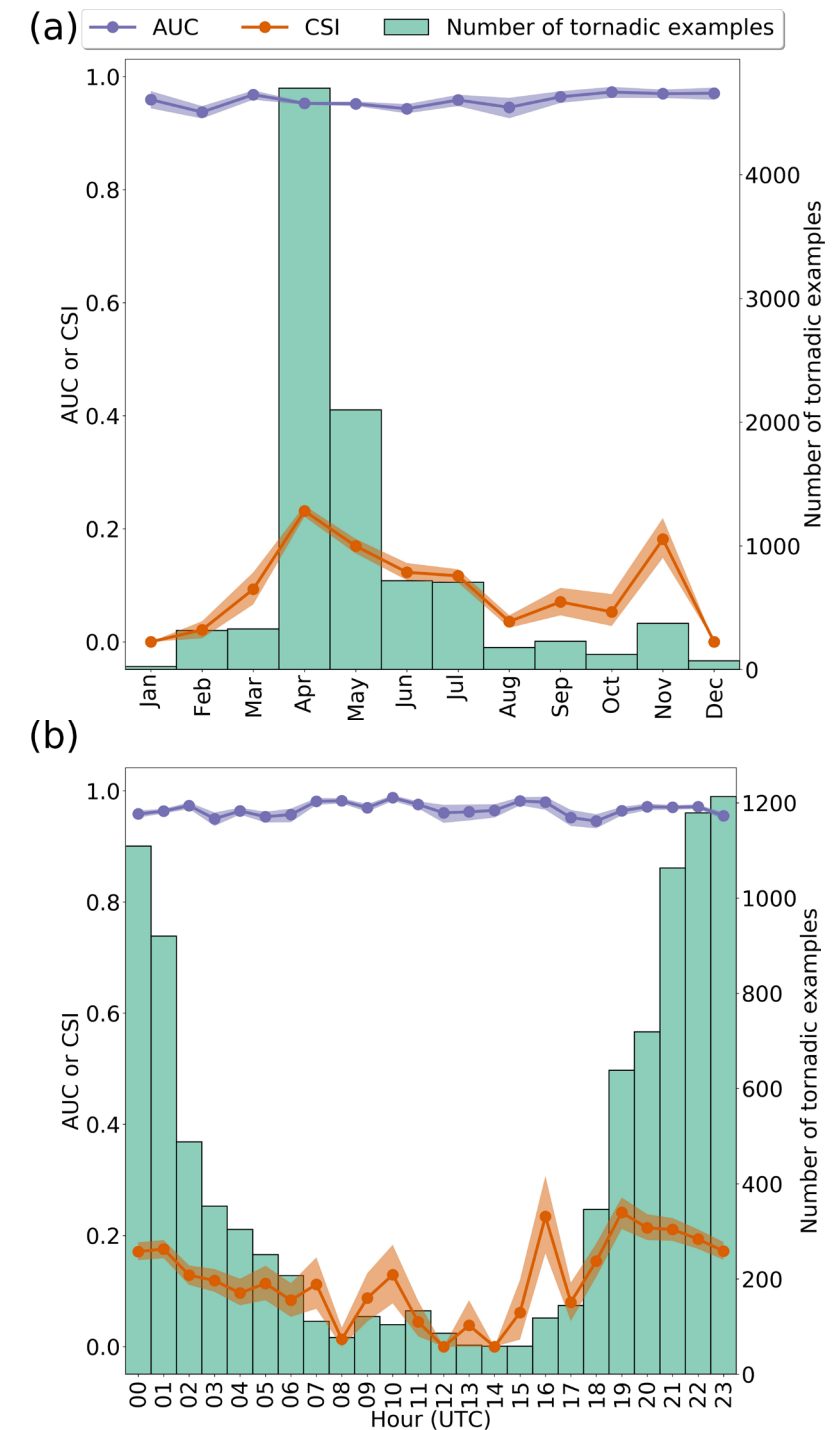 (a)
AUC CSI Number of tornadic examples
1.0
0.8
0.6
0.4
0.2
0.0
AUC or CSI
4000
3000
2000
1000
0
Number of tornadic examples
Jan Feb Mar Apr May Jun Jul Aug Sep Oct Nov Dec
(b)
1.0
0.8
0.6
0.4
0.2
0.0
AUC or CSI
1200
1000
800
600
400
200
0
Number of tornadic examples
00 01 02 03 04 05 06 07 08 09 10 11 12 13 14 15 16 17 18 19 20 21 22 23
Hour (UTC)